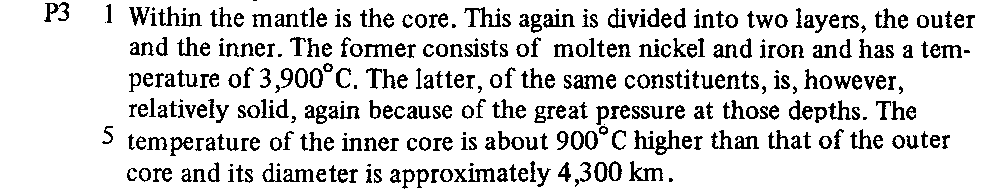 P3 1 Within the mantle is the core. This again is divided into two layers, the outer
and the inner. The former consists of molten nickel and iron and has a tem-
perature of 3,900°C. The latter, of the same constituents, is, however,
relatively solid, again because of the great pressure at those depths. The
5 temperature of the inner core is about 900°C higher than that of the outer
core and its diameter is approximately 4,300 km.